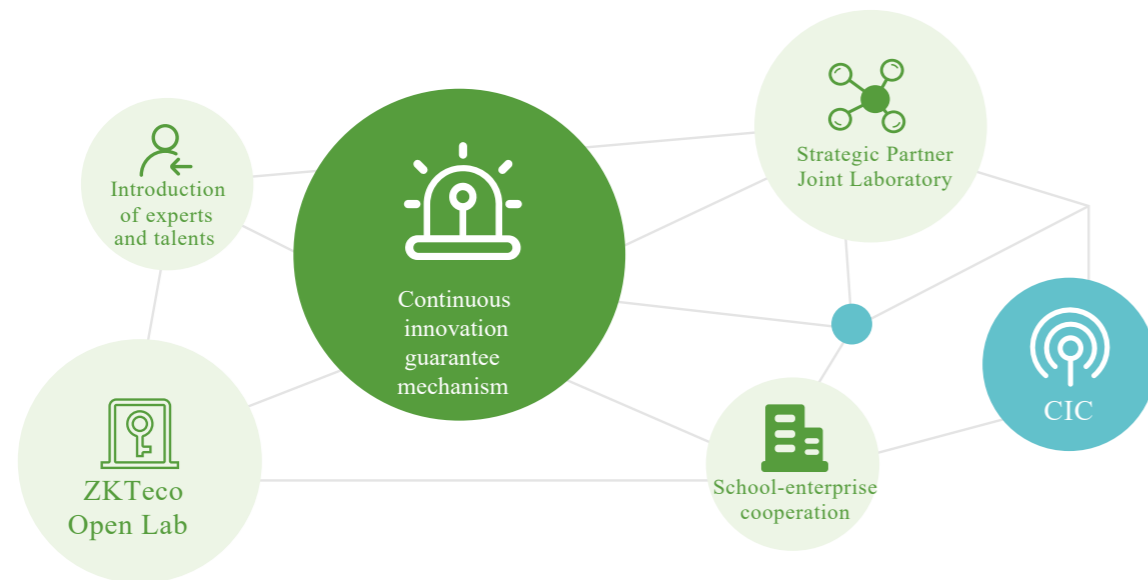 Introduction
of experts
and talents
Continuous
innovation
guarantee
mechanism
Strategic Partner
Joint Laboratory
CIC
ZKTeco
Open Lab
School-enterprise
cooperation